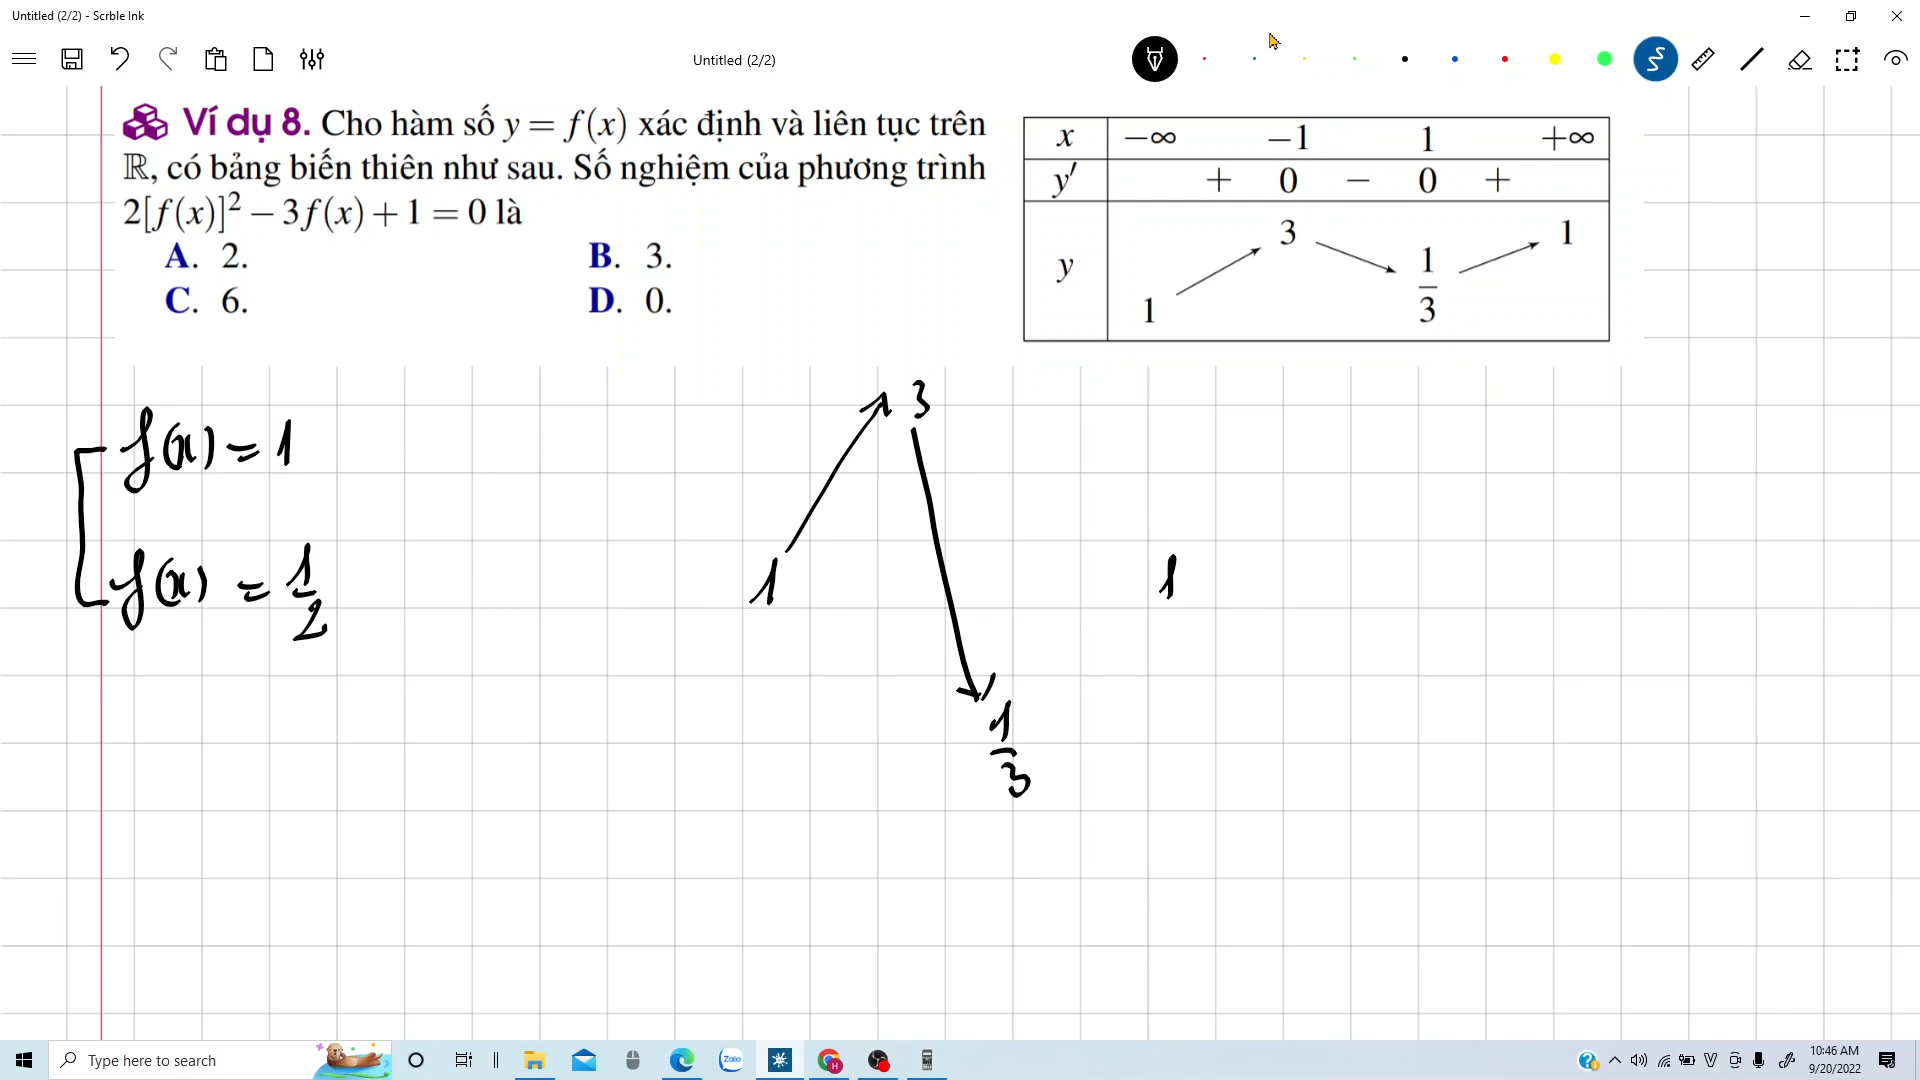 Untitled (2/2) - Scrble Ink
Untitled (2/2)
Ví dụ 8. Cho hàm số y = f(x) xác định và liên tục trên
ℝ, có bảng biến thiên như sau. Số nghiệm của phương trình
2[f(x)]² − 3f(x) + 1 = 0 là
A. 2. B. 3.
C. 6. D. 0.
x −∞ −1 1 +∞
y′ + 0 − 0 +
y 1 3 1/3 1
f(x) = 1
f(x) = 1/2
3
1 1
1/3
Type here to search
Zalo
H
10:46 AM
9/20/2022